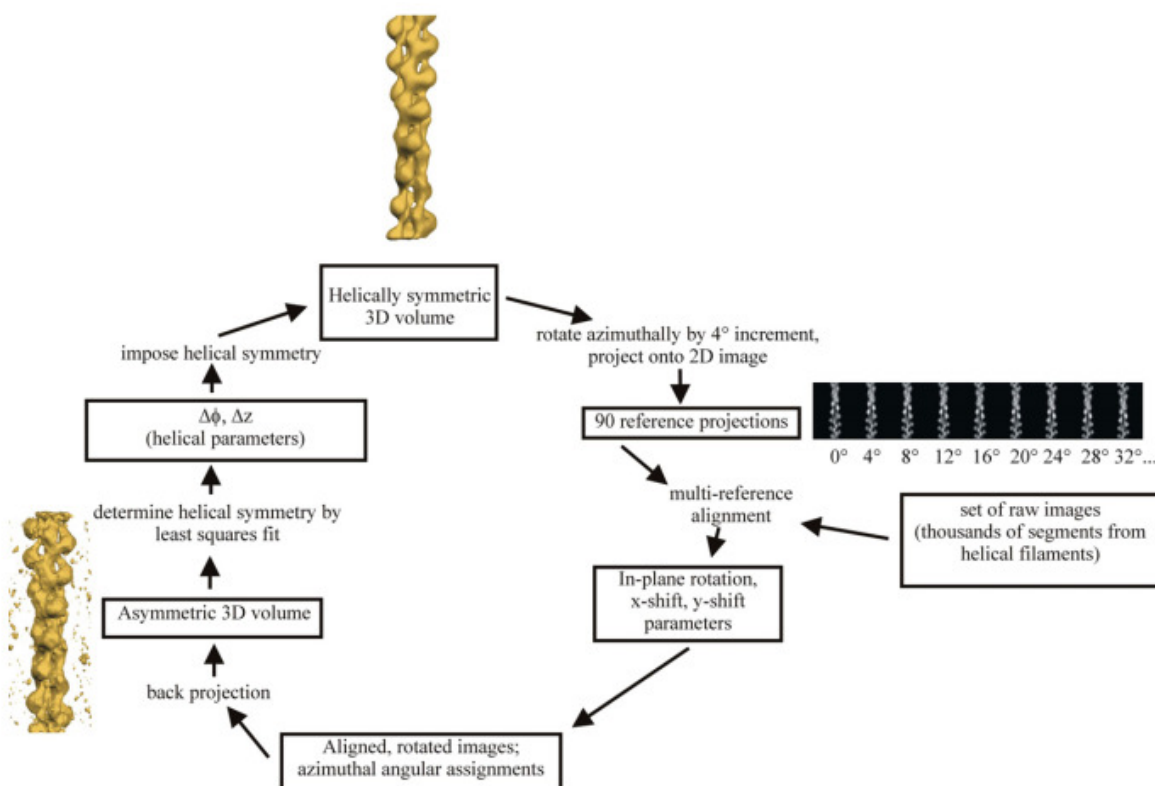 Helically symmetric
3D volume
rotate azimuthally by 4° increment,
project onto 2D image
90 reference projections
0° 4° 8° 12° 16° 20° 24° 28° 32°...
multi-reference
alignment
set of raw images
(thousands of segments from
helical filaments)
In-plane rotation,
x-shift, y-shift
parameters
Aligned, rotated images;
azimuthal angular assignments
back projection
Asymmetric 3D volume
determine helical symmetry by
least squares fit
Δϕ, Δz
(helical parameters)
impose helical symmetry